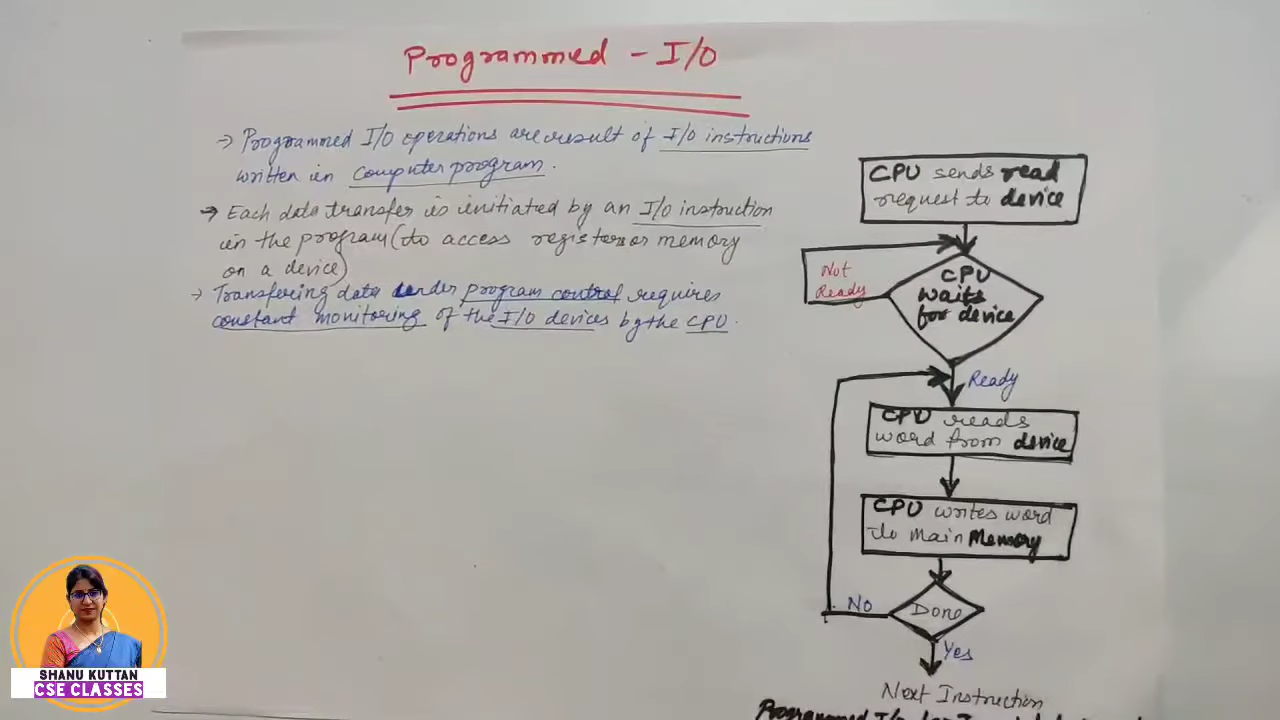 Programmed - I/O
→ Programmed I/O operations are result of I/O instructions
written in computer program.
→ Each data transfer is initiated by an I/O instruction
in the program (to access registers or memory
on a device)
→ Transfering data under program control requires
constant monitoring of the I/O devices by the CPU.
CPU sends read
request to device
Not
Ready
CPU
waits
for device
Ready
CPU reads
word from device
CPU writes word
to main Memory
No
Done
Yes
Next Instruction
Programmed I/O for
SHANU KUTTAN
CSE CLASSES